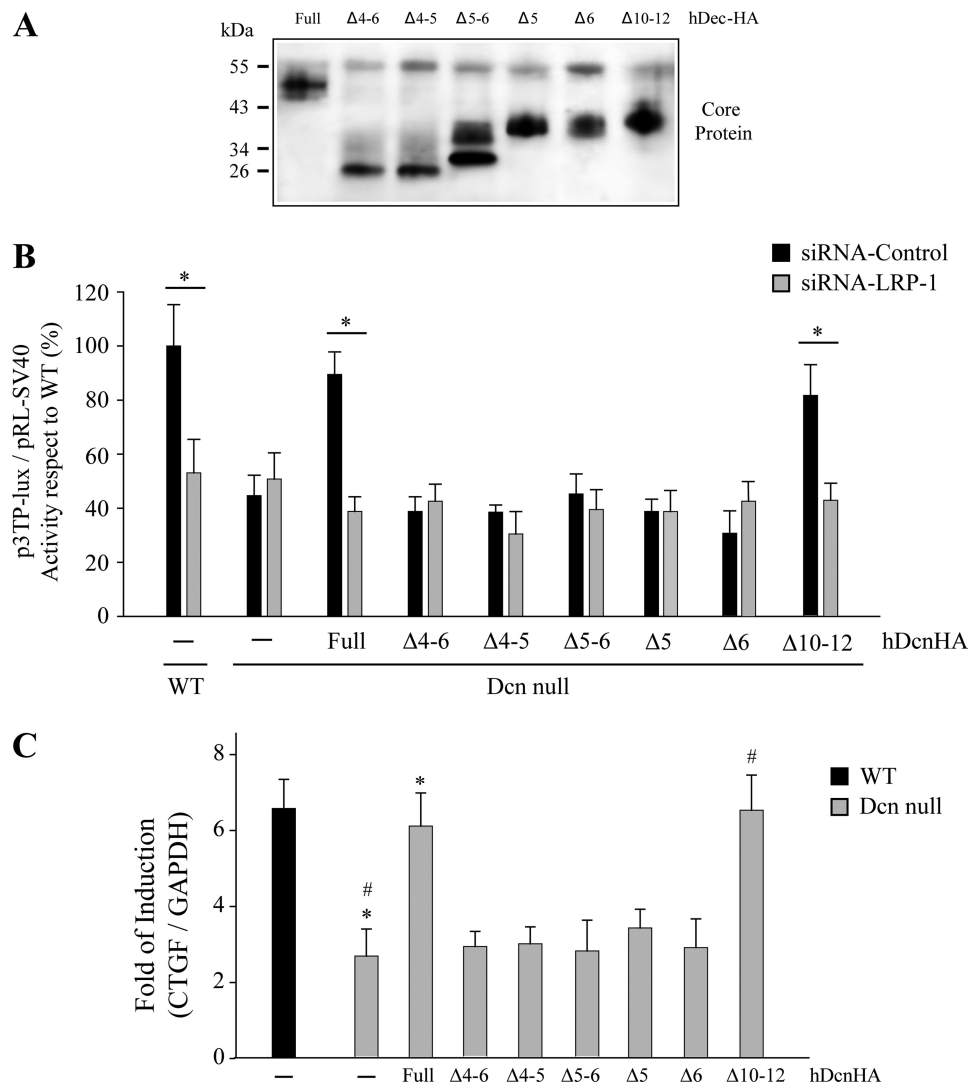 A
Full Δ4-6 Δ4-5 Δ5-6 Δ5 Δ6 Δ10-12 hDec-HA
kDa
55
43
34
26
Core
Protein
B
siRNA-Control
siRNA-LRP-1
p3TP-lux / pRL-SV40
Activity respect to WT (%)
120
100
80
60
40
20
0
*
*
*
— — Full Δ4-6 Δ4-5 Δ5-6 Δ5 Δ6 Δ10-12 hDcnHA
WT Dcn null
C
WT
Dcn null
Fold of Induction
(CTGF / GAPDH)
8
6
4
2
0
#
*
*
#
— — Full Δ4-6 Δ4-5 Δ5-6 Δ5 Δ6 Δ10-12 hDcnHA